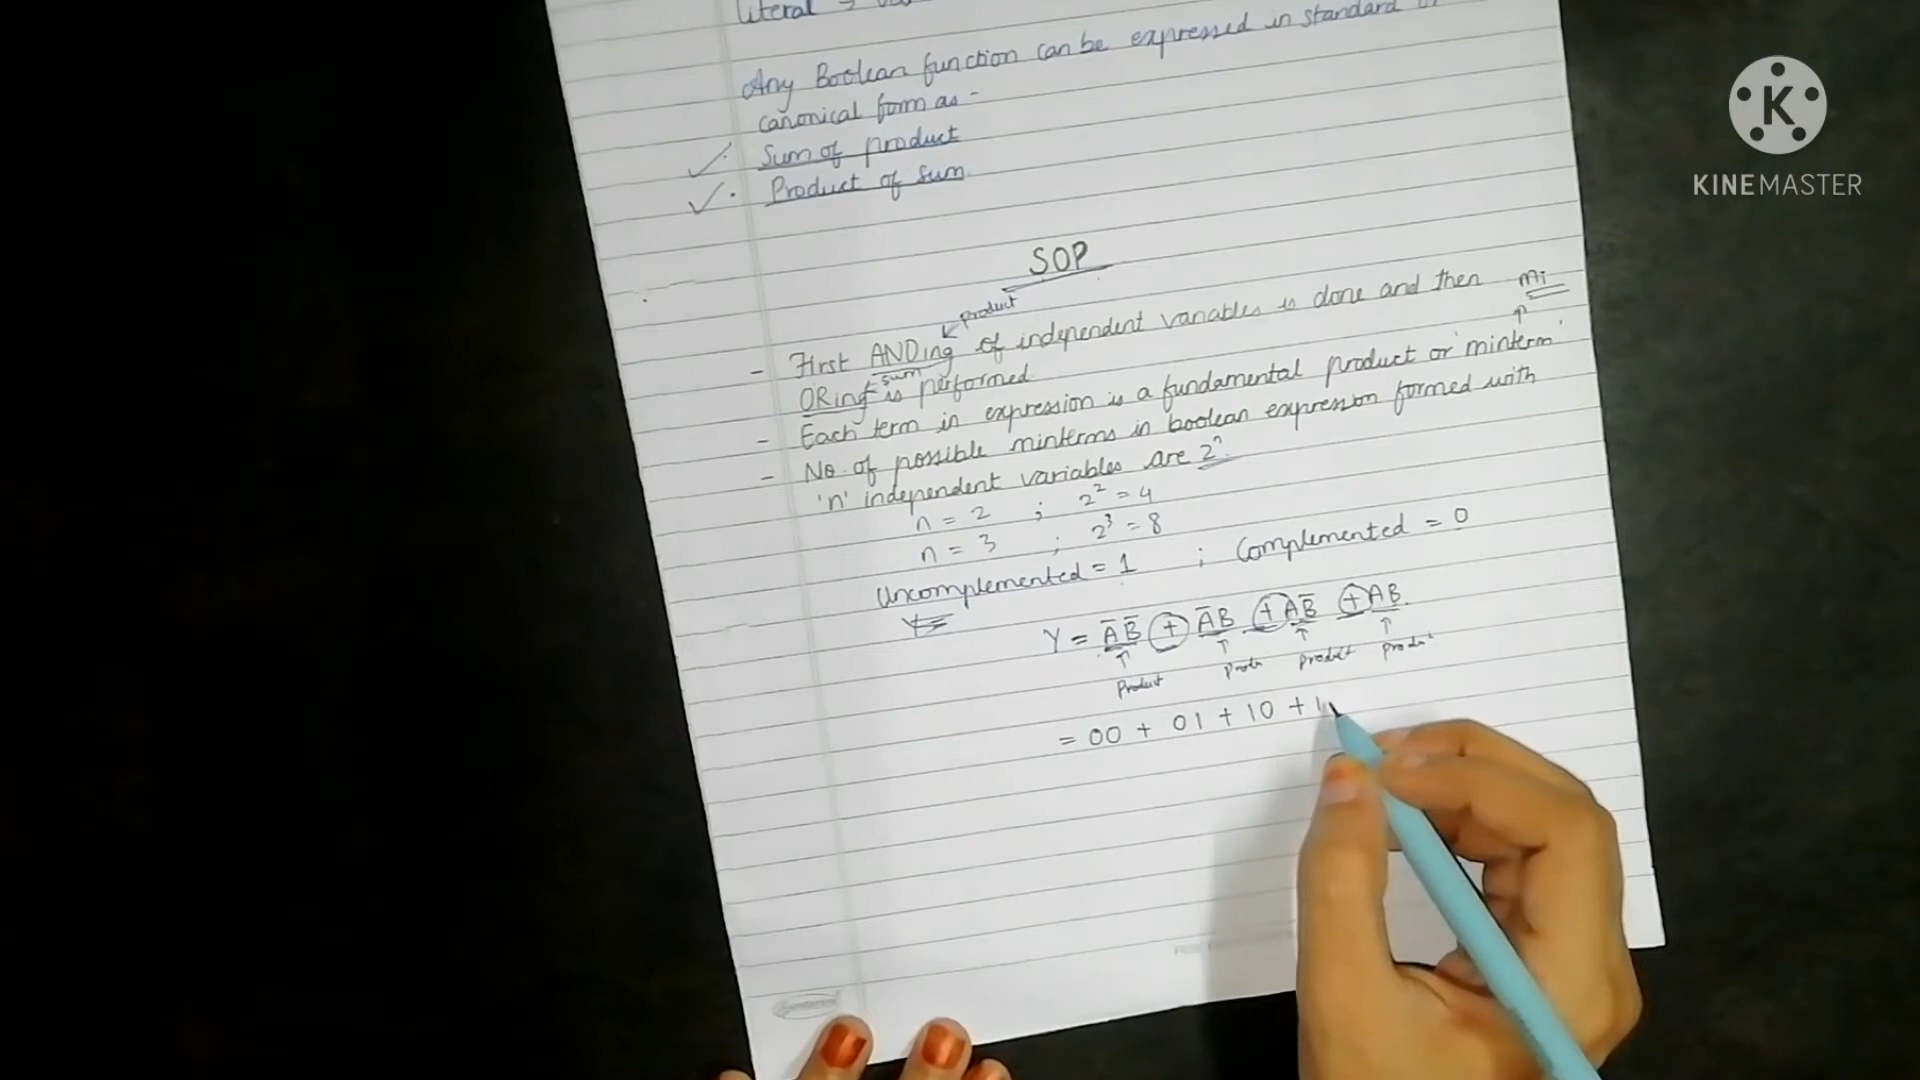 Literal →
Any Boolean function can be expressed in standard or
canonical form as -
✓ · Sum of product
✓ · Product of Sum
SOP
product
mi
- First ANDing of independent variables is done and then
sum
ORing is performed.
- Each term in expression is a fundamental product or 'minterm'
- No. of possible minterms in boolean expression formed with
'n' independent variables are 2ⁿ.
n = 2 ; 2² = 4
n = 3 ; 2³ = 8
Uncomplemented = 1 ; Complemented = 0
Y =
Y = A̅B̅ + A̅B + AB̅ + AB
Product product produt
= 00 + 01 + 10 + 1
K
KINEMASTER